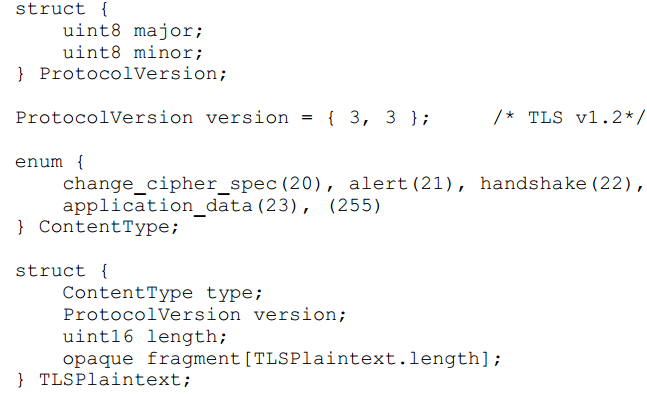 struct {
    uint8 major;
    uint8 minor;
} ProtocolVersion;

ProtocolVersion version = { 3, 3 };     /* TLS v1.2*/

enum {
    change_cipher_spec(20), alert(21), handshake(22),
    application_data(23), (255)
} ContentType;

struct {
    ContentType type;
    ProtocolVersion version;
    uint16 length;
    opaque fragment[TLSPlaintext.length];
} TLSPlaintext;